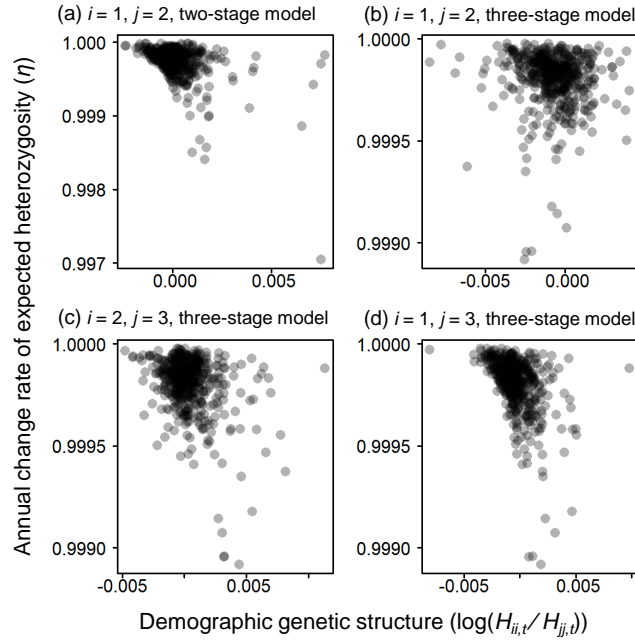 (a) i = 1, j = 2, two-stage model
(b) i = 1, j = 2, three-stage model
1.000
0.999
0.998
0.997
0.000 0.005
1.0000
0.9995
0.9990
-0.005 0.000
(c) i = 2, j = 3, three-stage model
(d) i = 1, j = 3, three-stage model
1.0000
0.9995
0.9990
-0.005 0.005
1.0000
0.9995
0.9990
-0.005 0.005
Annual change rate of expected heterozygosity (η)
Demographic genetic structure (log(Hii,t/Hjj,t))